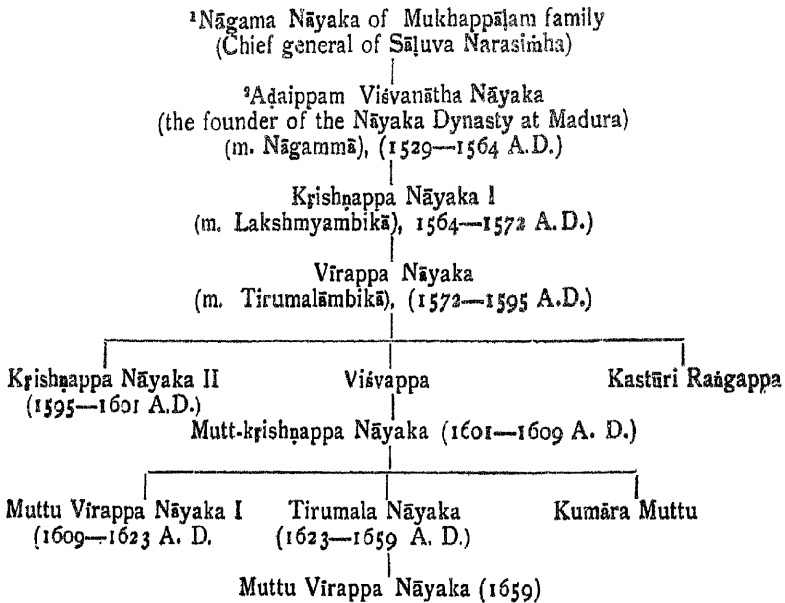 ¹Nāgama Nāyaka of Mukhappāḷam family
(Chief general of Sāḷuva Narasiṁha)
²Aḍaippam Viśvanātha Nāyaka
(the founder of the Nāyaka Dynasty at Madura)
(m. Nāgammā), (1529—1564 A.D.)
Kṛishṇappa Nāyaka I
(m. Lakshmyambikā), 1564—1572 A.D.)
Vīrappa Nāyaka
(m. Tirumalāmbikā), (1572—1595 A.D.)
Kṛishṇappa Nāyaka II Viśvappa Kastūri Raṅgappa
(1595—1601 A.D.)
Mutt-kṛishṇappa Nāyaka (1601—1609 A. D.)
Muttu Vīrappa Nāyaka I Tirumala Nāyaka Kumāra Muttu
(1609—1623 A. D. (1623—1659 A. D.)
Muttu Vīrappa Nāyaka (1659)